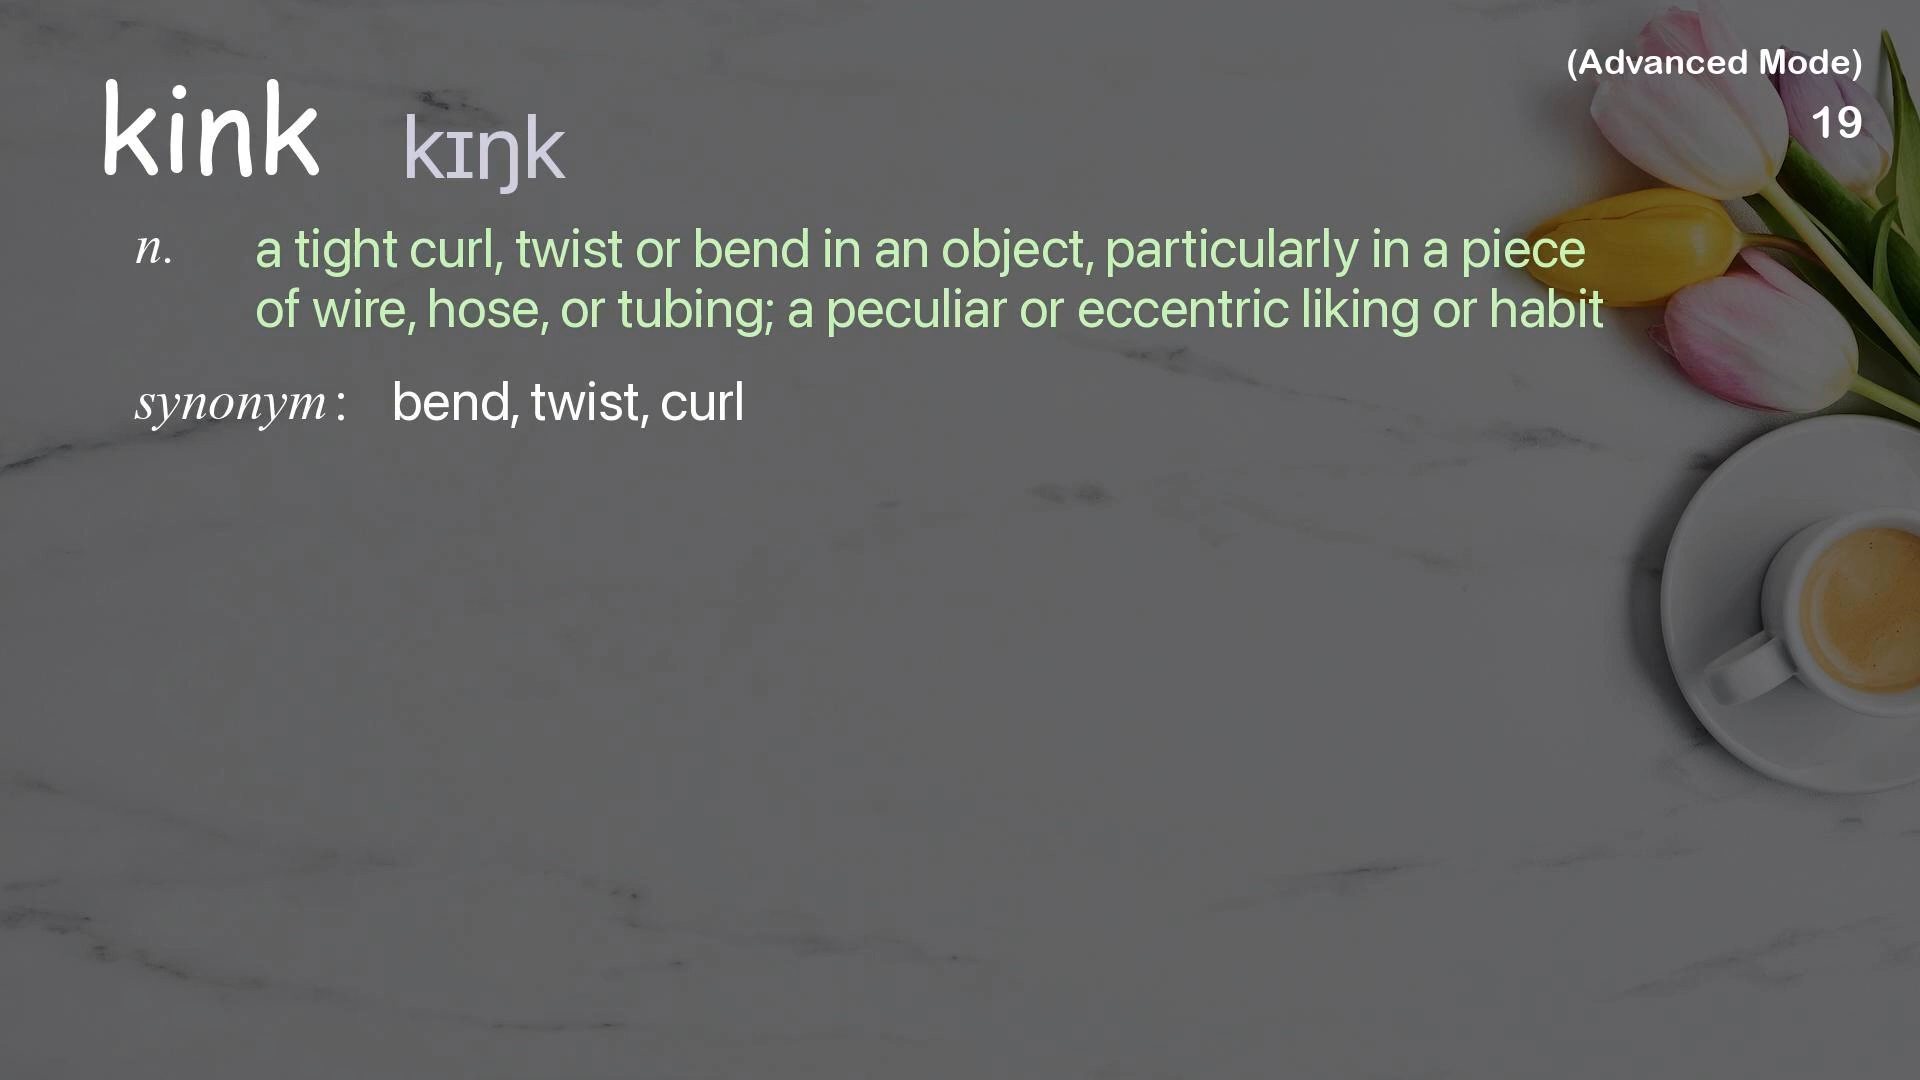 (Advanced Mode)
19
kink kɪŋk
n. a tight curl, twist or bend in an object, particularly in a piece
of wire, hose, or tubing; a peculiar or eccentric liking or habit
synonym: bend, twist, curl